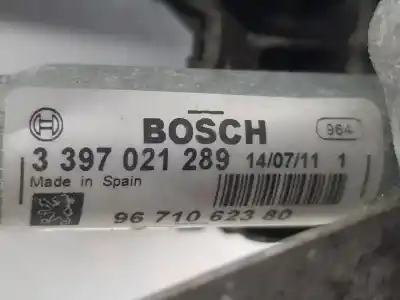 BOSCH
964
3 397 021 289 14/07/11 1
Made in Spain
96 710 623 80